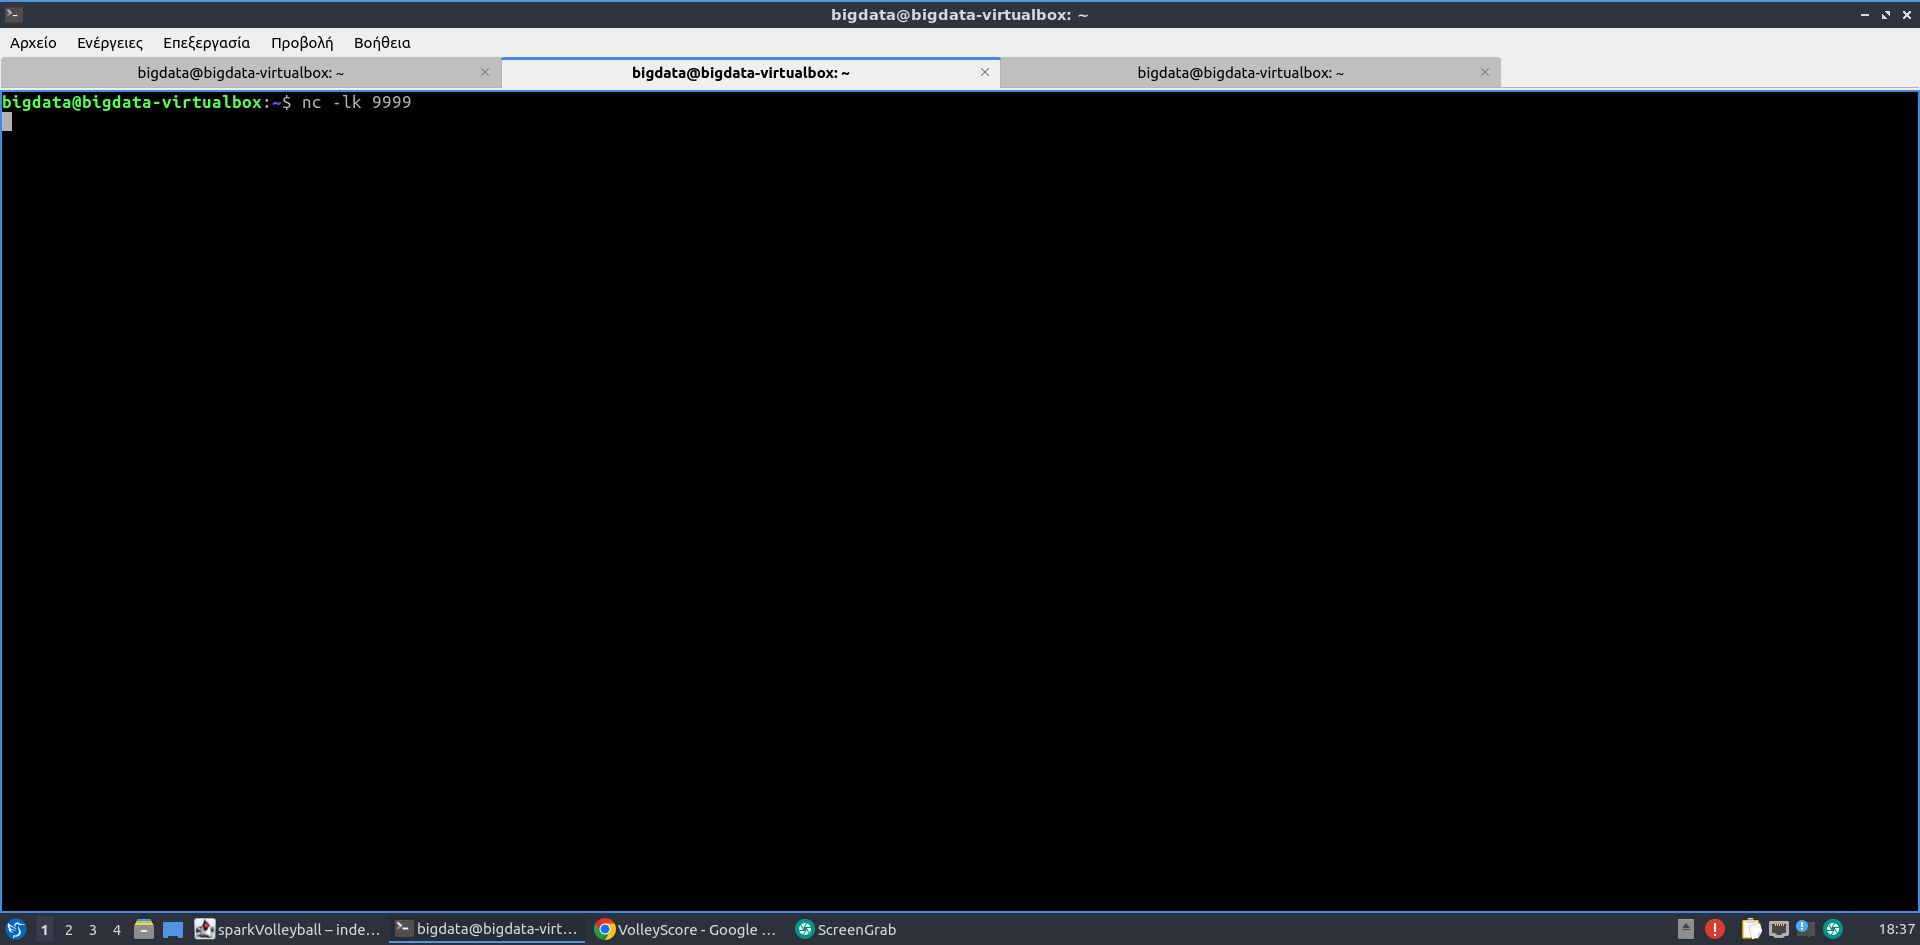 bigdata@bigdata-virtualbox: ~
Αρχείο Ενέργειες Επεξεργασία Προβολή Βοήθεια
bigdata@bigdata-virtualbox: ~ bigdata@bigdata-virtualbox: ~ bigdata@bigdata-virtualbox: ~
bigdata@bigdata-virtualbox:~$ nc -lk 9999
1 2 3 4 sparkVolleyball – inde... bigdata@bigdata-virt... VolleyScore - Google ... ScreenGrab 18:37